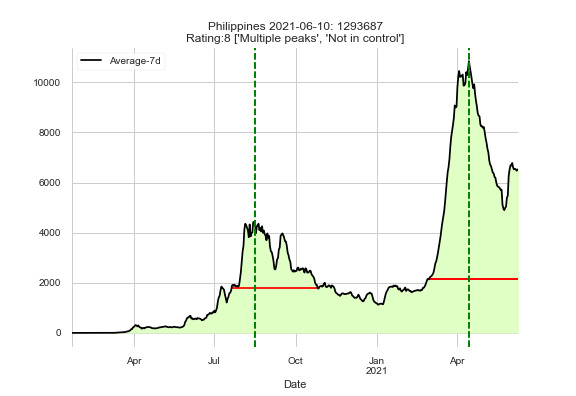 Philippines 2021-06-10: 1293687
Rating:8 ['Multiple peaks', 'Not in control']
Average-7d
10000
8000
6000
4000
2000
0
Apr
Jul
Oct
Jan
2021
Apr
Date